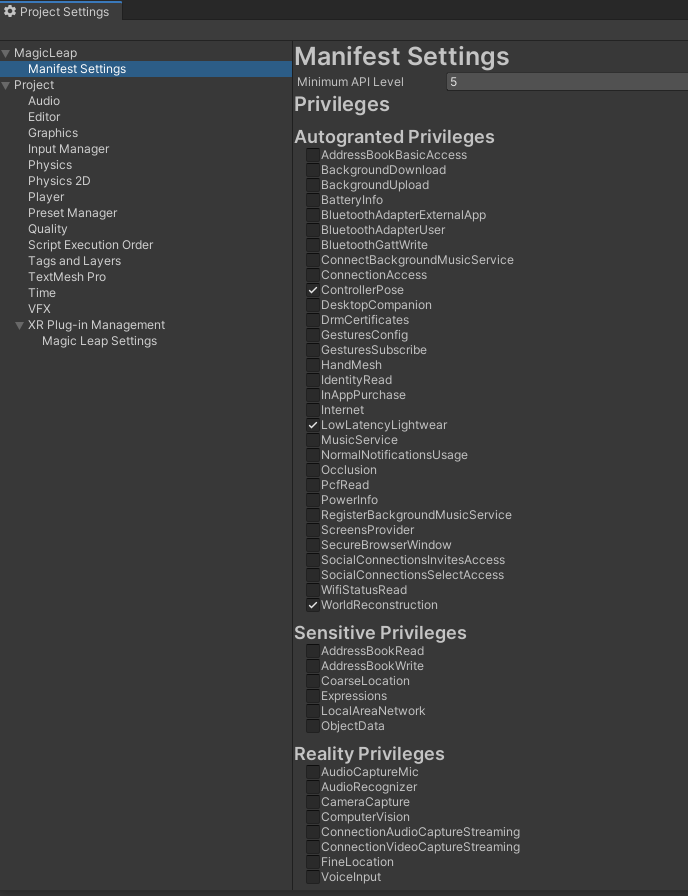 Project Settings
MagicLeap
Manifest Settings
Project
Audio
Editor
Graphics
Input Manager
Physics
Physics 2D
Player
Preset Manager
Quality
Script Execution Order
Tags and Layers
TextMesh Pro
Time
VFX
XR Plug-in Management
Magic Leap Settings
Manifest Settings
Minimum API Level 5
Privileges
Autogranted Privileges
AddressBookBasicAccess
BackgroundDownload
BackgroundUpload
BatteryInfo
BluetoothAdapterExternalApp
BluetoothAdapterUser
BluetoothGattWrite
ConnectBackgroundMusicService
ConnectionAccess
ControllerPose
DesktopCompanion
DrmCertificates
GesturesConfig
GesturesSubscribe
HandMesh
IdentityRead
InAppPurchase
Internet
LowLatencyLightwear
MusicService
NormalNotificationsUsage
Occlusion
PcfRead
PowerInfo
RegisterBackgroundMusicService
ScreensProvider
SecureBrowserWindow
SocialConnectionsInvitesAccess
SocialConnectionsSelectAccess
WifiStatusRead
WorldReconstruction
Sensitive Privileges
AddressBookRead
AddressBookWrite
CoarseLocation
Expressions
LocalAreaNetwork
ObjectData
Reality Privileges
AudioCaptureMic
AudioRecognizer
CameraCapture
ComputerVision
ConnectionAudioCaptureStreaming
ConnectionVideoCaptureStreaming
FineLocation
VoiceInput